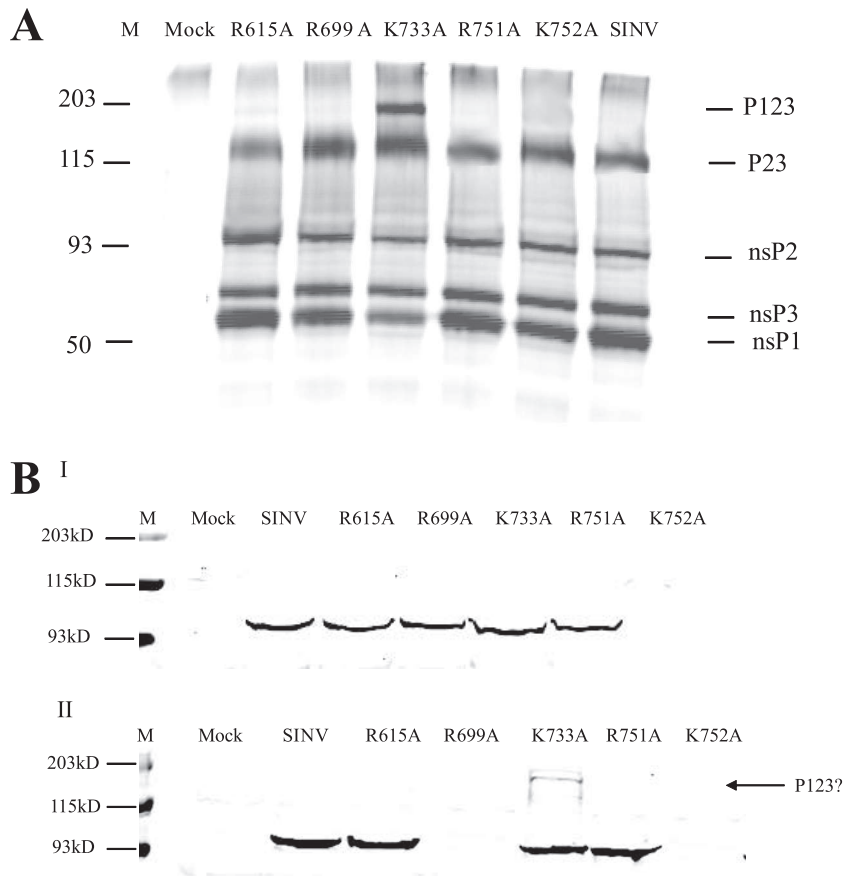 A
M Mock R615A R699 A K733A R751A K752A SINV
203 P123
115 P23
93 nsP2
nsP3
50 nsP1
B I
M Mock SINV R615A R699A K733A R751A K752A
203kD
115kD
93kD
II
M Mock SINV R615A R699A K733A R751A K752A
203kD
P123?
115kD
93kD